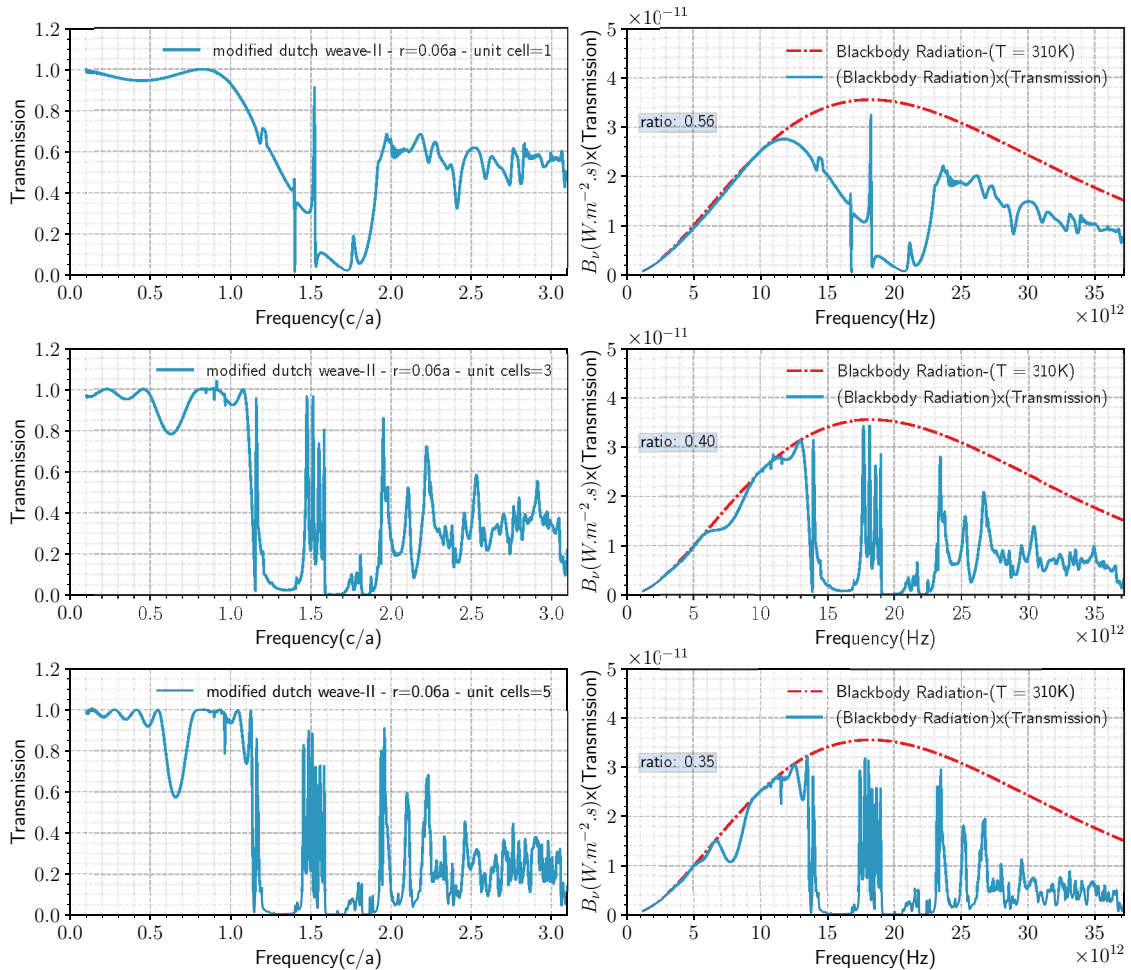 1.2
1.0
0.8
0.6
0.4
0.2
0.0
Transmission
modified dutch weave-II - r=0.06a - unit cell=1
0.0 0.5 1.0 1.5 2.0 2.5 3.0
Frequency(c/a)
×10⁻¹¹
5
4
3
2
1
0
Bν(W.m⁻².s)x(Transmission)
Blackbody Radiation-(T = 310K)
(Blackbody Radiation)x(Transmission)
ratio: 0.56
0 5 10 15 20 25 30 35
Frequency(Hz)
×10¹²
1.2
1.0
0.8
0.6
0.4
0.2
0.0
Transmission
modified dutch weave-II - r=0.06a - unit cells=3
0.0 0.5 1.0 1.5 2.0 2.5 3.0
Frequency(c/a)
×10⁻¹¹
5
4
3
2
1
0
Bν(W.m⁻².s)x(Transmission)
Blackbody Radiation-(T = 310K)
(Blackbody Radiation)x(Transmission)
ratio: 0.40
0 5 10 15 20 25 30 35
Frequency(Hz)
×10¹²
1.2
1.0
0.8
0.6
0.4
0.2
0.0
Transmission
modified dutch weave-II - r=0.06a - unit cells=5
0.0 0.5 1.0 1.5 2.0 2.5 3.0
Frequency(c/a)
×10⁻¹¹
5
4
3
2
1
0
Bν(W.m⁻².s)x(Transmission)
Blackbody Radiation-(T = 310K)
(Blackbody Radiation)x(Transmission)
ratio: 0.35
0 5 10 15 20 25 30 35
Frequency(Hz)
×10¹²